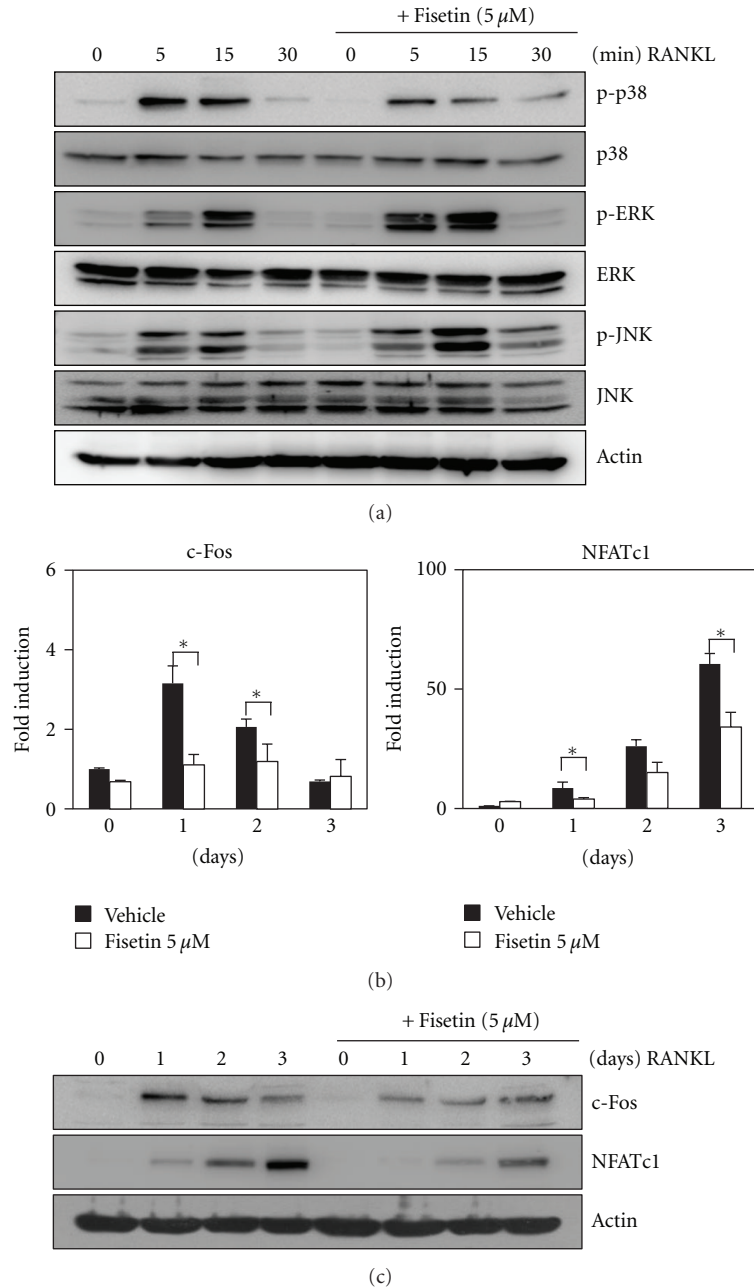 + Fisetin (5 μM)
0 5 15 30 0 5 15 30 (min) RANKL
p-p38
p38
p-ERK
ERK
p-JNK
JNK
Actin
(a)
c-Fos
6
4
2
0
Fold induction
* *
0 1 2 3
(days)
Vehicle
Fisetin 5 μM
NFATc1
100
50
0
Fold induction
* *
0 1 2 3
(days)
Vehicle
Fisetin 5 μM
(b)
+ Fisetin (5 μM)
0 1 2 3 0 1 2 3 (days) RANKL
c-Fos
NFATc1
Actin
(c)